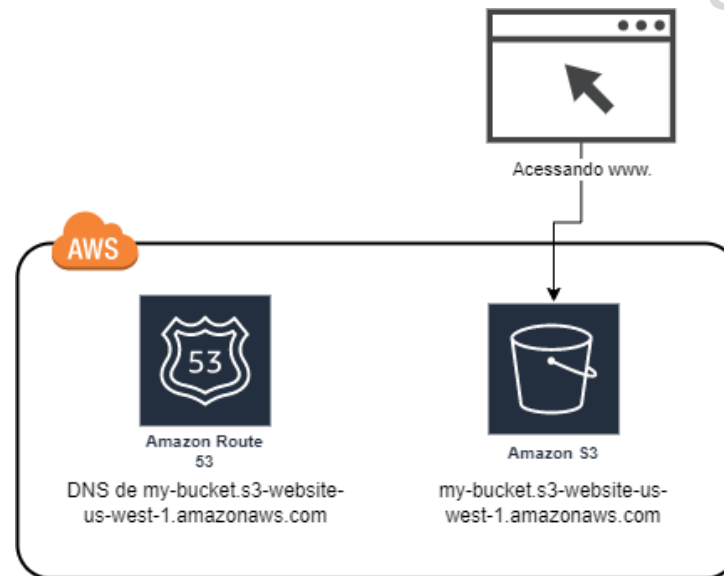 Acessando www.
AWS
53
Amazon Route
53
DNS de my-bucket.s3-website-
us-west-1.amazonaws.com
Amazon S3
my-bucket.s3-website-us-
west-1.amazonaws.com